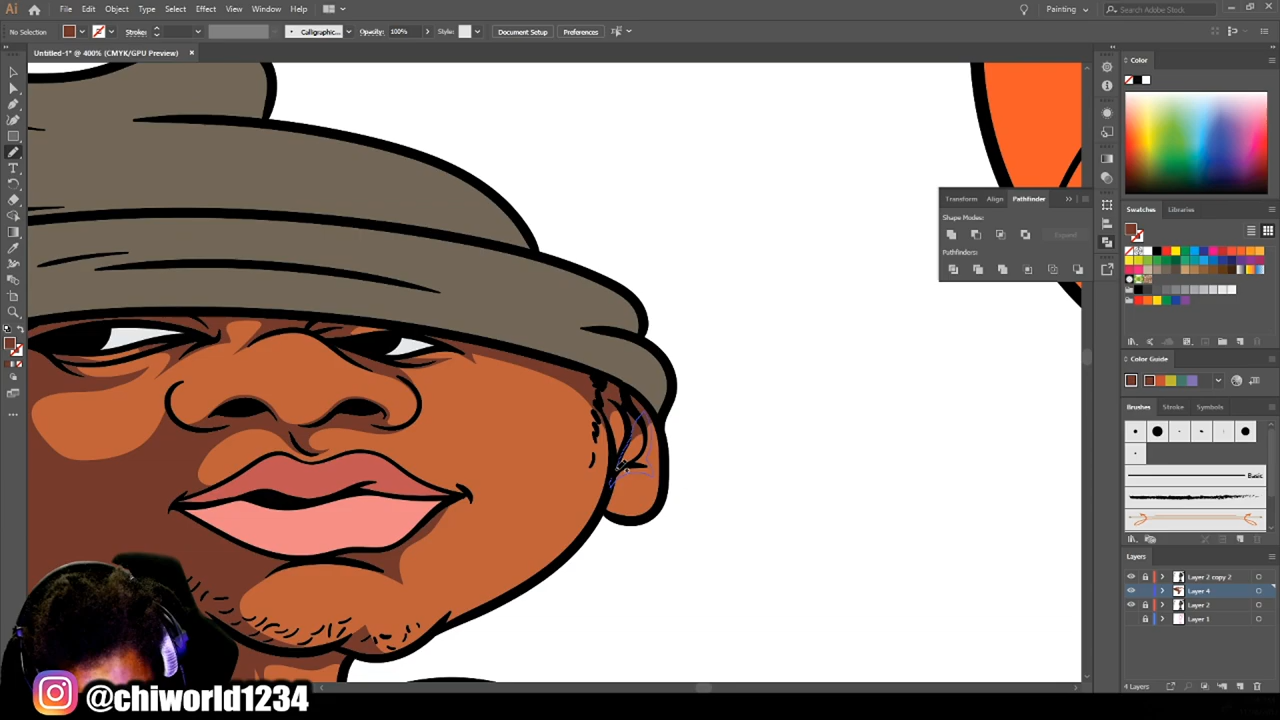 Ai File Edit Object Type Select Effect View Window Help Painting Search Adobe Stock
No Selection Stroke: Calligraphic... Opacity: 100% Style: Document Setup Preferences
Untitled-1* @ 400% (CMYK/GPU Preview) ×
Color
Transform Align Pathfinder
Shape Modes:
Expand
Pathfinders:
Swatches Libraries
Color Guide
Brushes Stroke Symbols
Basic
Layers
Layer 2 copy 2
Layer 4
Layer 2
Layer 1
4 Layers
@chiworld1234